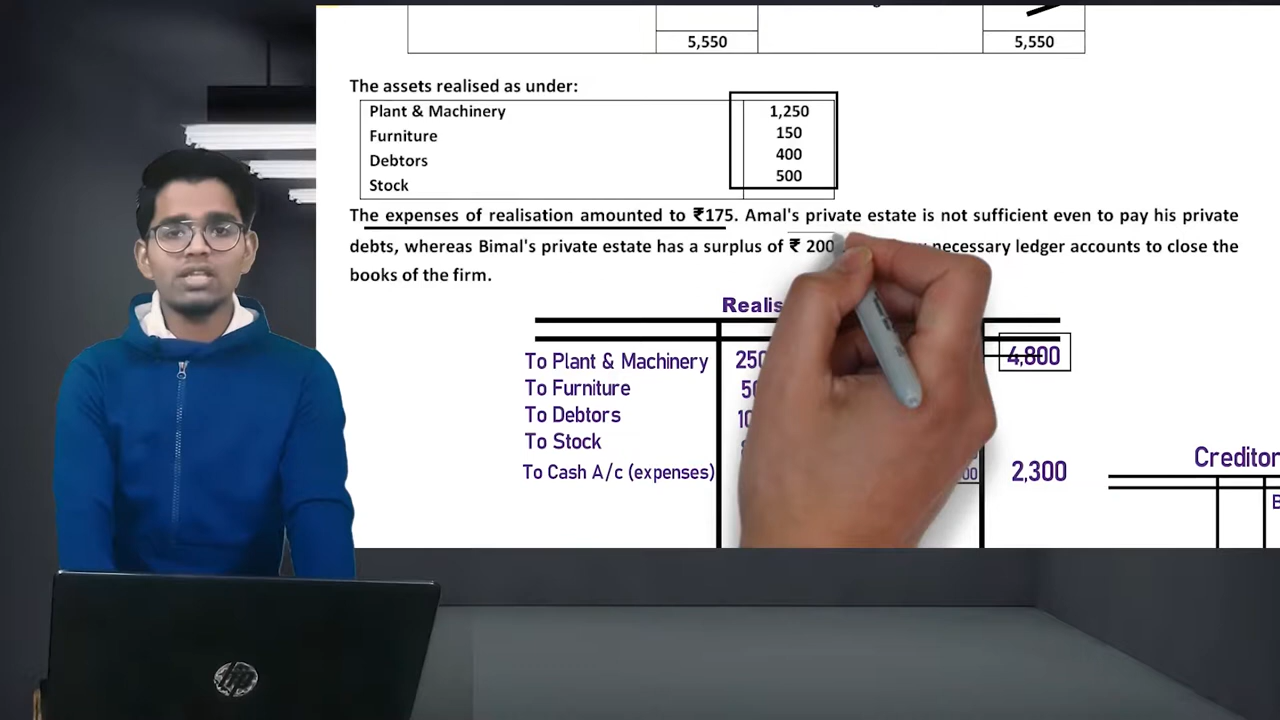 5,550 5,550
The assets realised as under:
Plant & Machinery 1,250
Furniture 150
Debtors 400
Stock 500
The expenses of realisation amounted to ₹175. Amal's private estate is not sufficient even to pay his private
debts, whereas Bimal's private estate has a surplus of ₹ 200 necessary ledger accounts to close the
books of the firm.
To Plant & Machinery 4,800
To Furniture
To Debtors
To Stock
To Cash A/c (expenses) 2,300
hp